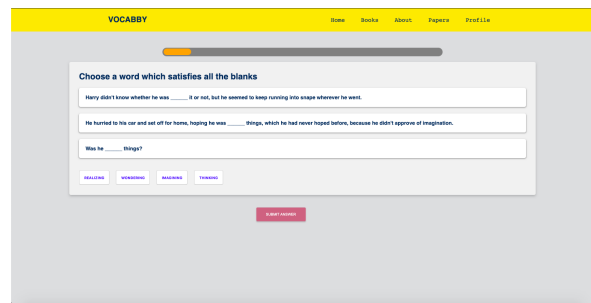 VOCABBY
Home Books About Papers Profile
Choose a word which satisfies all the blanks
Harry didn't know whether he was ______ it or not, but he seemed to keep running into snape wherever he went.
He hurried to his car and set off for home, hoping he was ______ things, which he had never hoped before, because he didn't approve of imagination.
Was he ______ things?
REALIZING WONDERING IMAGINING THINKING
SUBMIT ANSWER